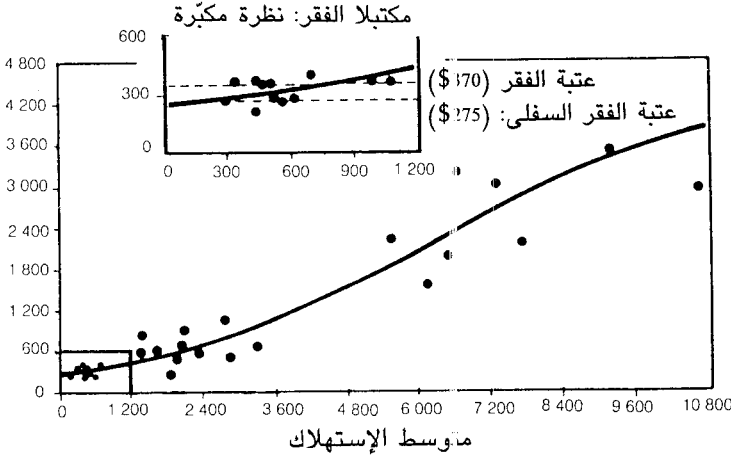 مكتبلا الفقر: نظرة مكبّرة
600
300
0
0 300 600 900 1 200
عتبة الفقر (370$)
عتبة الفقر السفلى: (275$)
4 800
4 200
3 600
3 000
2 400
1 800
1 200
600
0
0 1 200 2 400 3 600 4 800 6 000 7 200 8 400 9 600 10 800
متوسط الإستهلاك